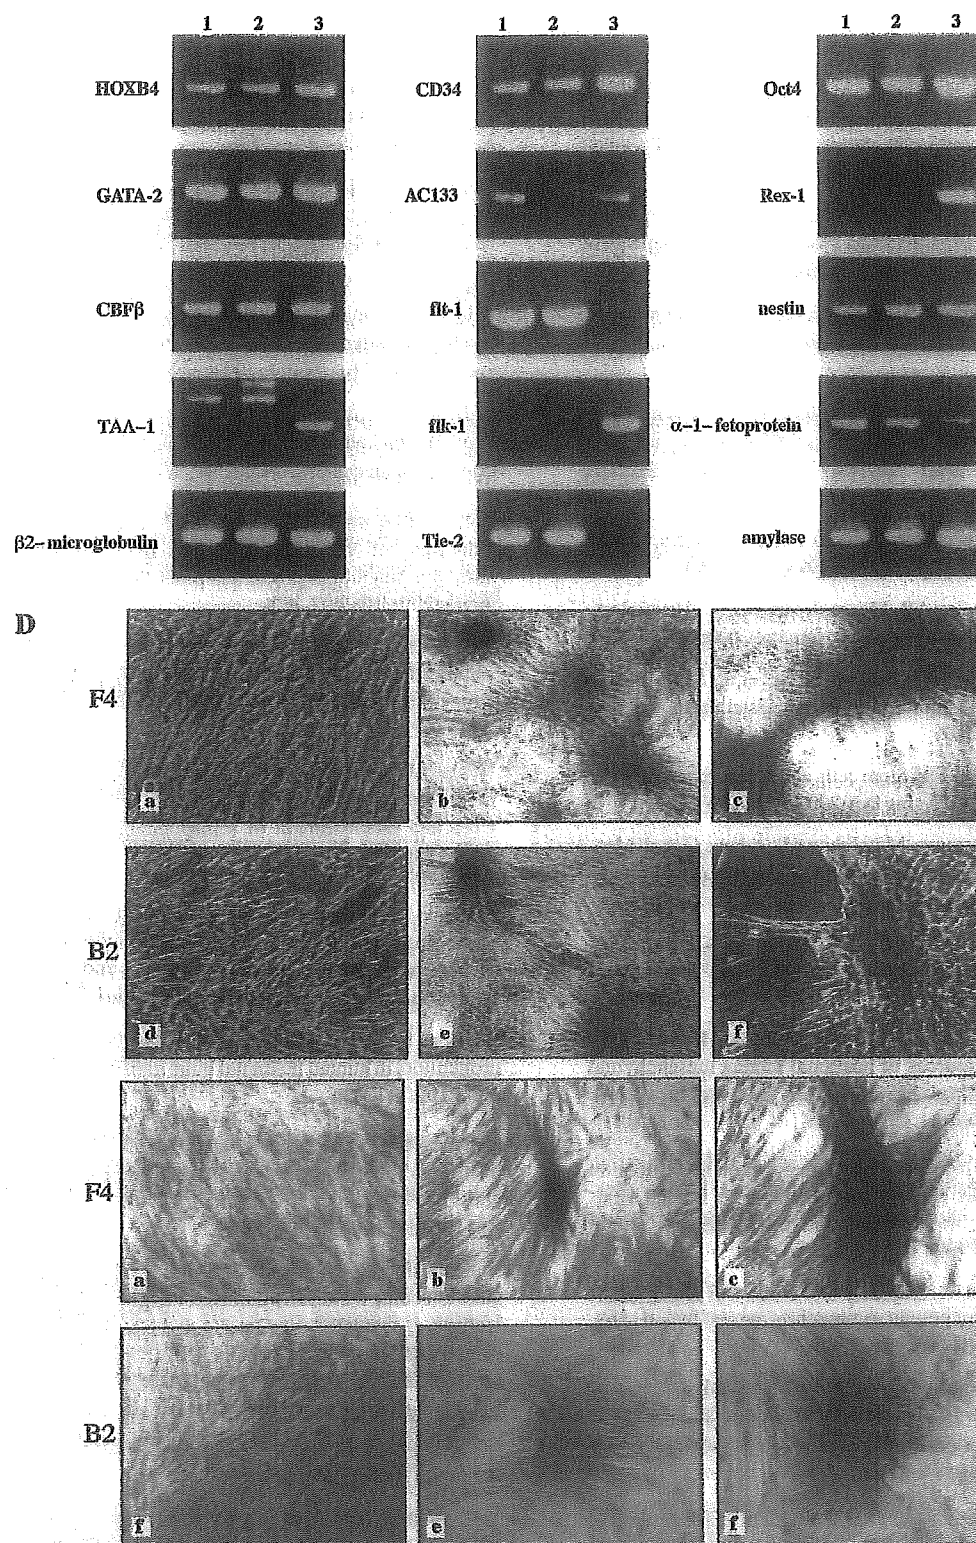 1 2 3
1 2 3
1 2 3
HOXB4
CD34
Oct4
GATA-2
AC133
Rex-1
CBFβ
flt-1
nestin
TAA-1
flk-1
α-1-fetoprotein
β2-microglobulin
Tie-2
amylase
D
F4
a
b
c
B2
d
e
f
F4
a
b
c
B2
f
e
f